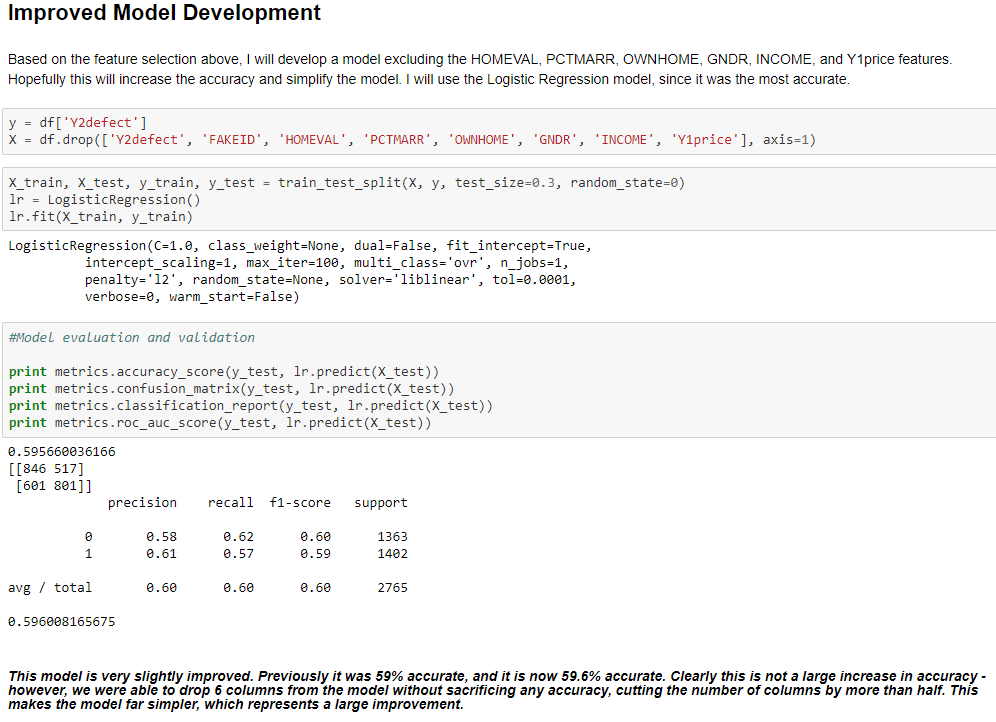 Improved Model Development
Based on the feature selection above, I will develop a model excluding the HOMEVAL, PCTMARR, OWNHOME, GNDR, INCOME, and Y1price features.
Hopefully this will increase the accuracy and simplify the model. I will use the Logistic Regression model, since it was the most accurate.
y = df['Y2defect']
X = df.drop(['Y2defect', 'FAKEID', 'HOMEVAL', 'PCTMARR', 'OWNHOME', 'GNDR', 'INCOME', 'Y1price'], axis=1)
X_train, X_test, y_train, y_test = train_test_split(X, y, test_size=0.3, random_state=0)
lr = LogisticRegression()
lr.fit(X_train, y_train)
LogisticRegression(C=1.0, class_weight=None, dual=False, fit_intercept=True,
intercept_scaling=1, max_iter=100, multi_class='ovr', n_jobs=1,
penalty='l2', random_state=None, solver='liblinear', tol=0.0001,
verbose=0, warm_start=False)
#Model evaluation and validation
print metrics.accuracy_score(y_test, lr.predict(X_test))
print metrics.confusion_matrix(y_test, lr.predict(X_test))
print metrics.classification_report(y_test, lr.predict(X_test))
print metrics.roc_auc_score(y_test, lr.predict(X_test))
0.595660036166
[[846 517]
[601 801]]
precision recall f1-score support
0 0.58 0.62 0.60 1363
1 0.61 0.57 0.59 1402
avg / total 0.60 0.60 0.60 2765
0.596008165675
This model is very slightly improved. Previously it was 59% accurate, and it is now 59.6% accurate. Clearly this is not a large increase in accuracy -
however, we were able to drop 6 columns from the model without sacrificing any accuracy, cutting the number of columns by more than half. This
makes the model far simpler, which represents a large improvement.